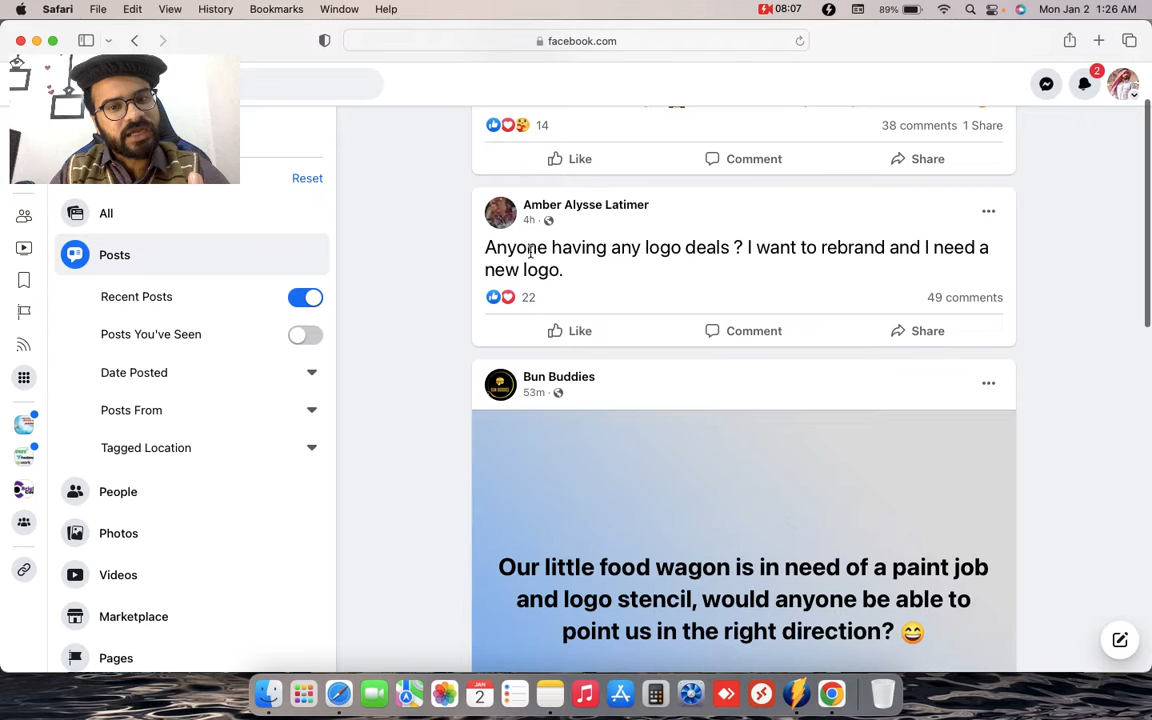 Safari File Edit View History Bookmarks Window Help 08:07 89% Mon Jan 2 1:26 AM
facebook.com
2
14 38 comments 1 Share
Like Comment Share
Reset
All
Posts
Recent Posts
Posts You've Seen
Date Posted
Posts From
Tagged Location
People
Photos
Videos
Marketplace
Pages
Amber Alysse Latimer
4h ·
Anyone having any logo deals ? I want to rebrand and I need a
new logo.
22 49 comments
Like Comment Share
Bun Buddies
53m ·
Our little food wagon is in need of a paint job
and logo stencil, would anyone be able to
point us in the right direction? 😄
JAN
2